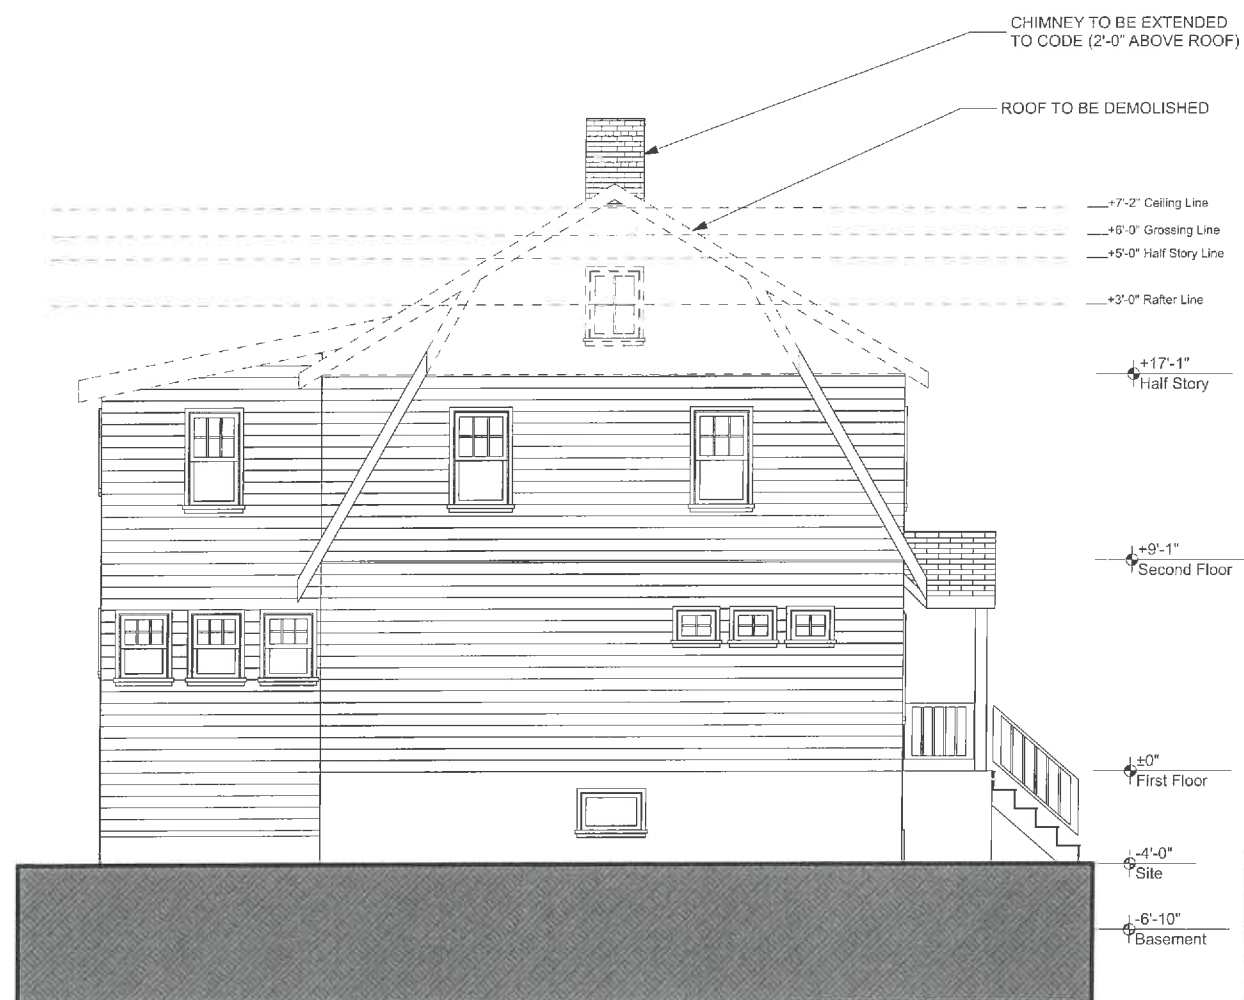 CHIMNEY TO BE EXTENDED
TO CODE (2'-0" ABOVE ROOF)
ROOF TO BE DEMOLISHED
+7'-2" Ceiling Line
+6'-0" Grossing Line
+5'-0" Half Story Line
+3'-0" Rafter Line
+17'-1"
Half Story
+9'-1"
Second Floor
±0"
First Floor
-4'-0"
Site
-6'-10"
Basement